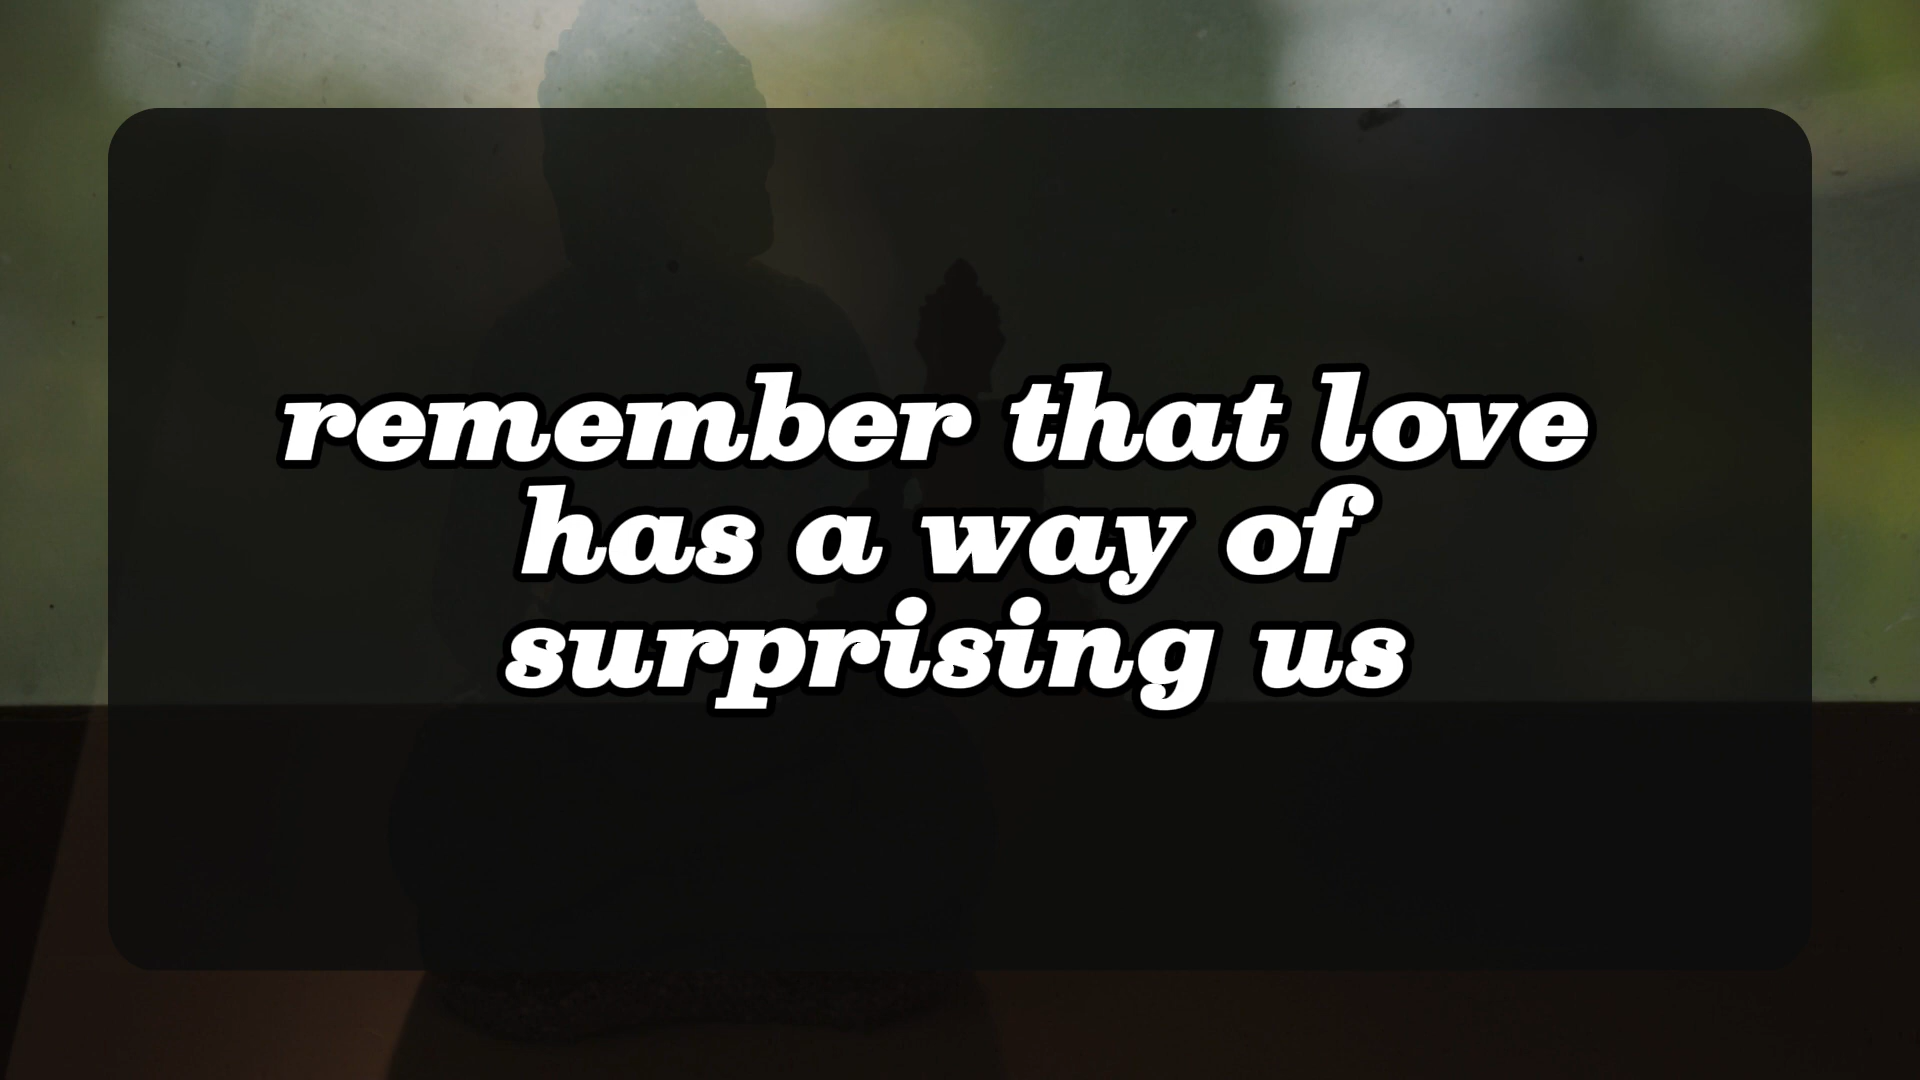 remember that love
has a way of
surprising us